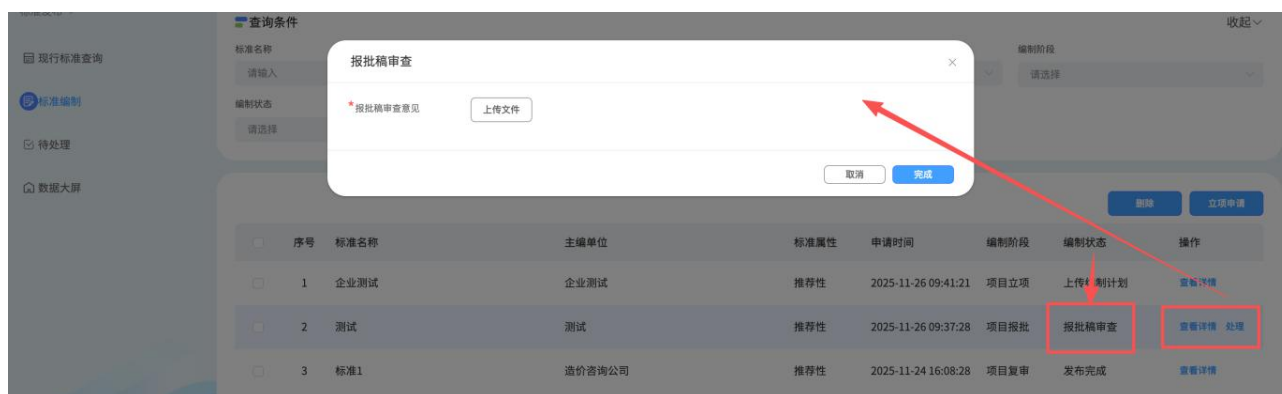 查询条件
收起
现行标准查询
标准编制
待处理
数据大屏
标准名称
请输入
编制阶段
请选择
编制状态
请选择
报批稿审查
*报批稿审查意见
上传文件
取消
完成
删除
立项申请
序号 标准名称 主编单位 标准属性 申请时间 编制阶段 编制状态 操作
1 企业测试 企业测试 推荐性 2025-11-26 09:41:21 项目立项 上传编制计划 查看详情
2 测试 测试 推荐性 2025-11-26 09:37:28 项目报批 报批稿审查 查看详情 处理
3 标准1 造价咨询公司 推荐性 2025-11-24 16:08:28 项目复审 发布完成 查看详情